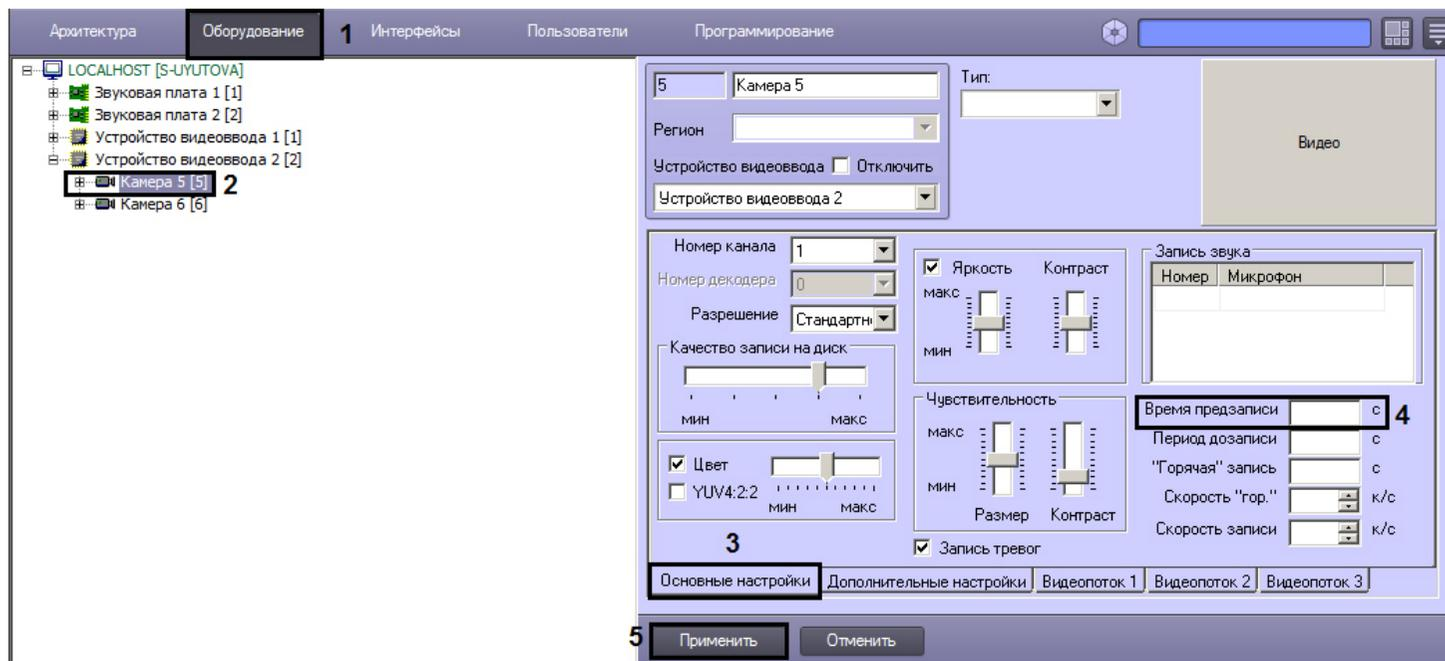 Архитектура Оборудование 1 Интерфейсы Пользователи Программирование
LOCALHOST [S-UYUTOVA]
Звуковая плата 1 [1]
Звуковая плата 2 [2]
Устройство видеоввода 1 [1]
Устройство видеоввода 2 [2]
Камера 5 [5] 2
Камера 6 [6]
5 Камера 5
Тип:
Регион
Устройство видеоввода Отключить
Устройство видеоввода 2
Видео
Номер канала 1
Номер декодера 0
Разрешение Стандартн
Качество записи на диск
мин макс
Цвет
YUV4:2:2
мин макс
Яркость Контраст
макс
мин
Чувствительность
макс
мин
Размер Контраст
Запись тревог
Запись звука
Номер Микрофон
Время предзаписи с 4
Период дозаписи с
"Горячая" запись с
Скорость "гор." к/с
Скорость записи к/с
3
Основные настройки Дополнительные настройки Видеопоток 1 Видеопоток 2 Видеопоток 3
5 Применить Отменить